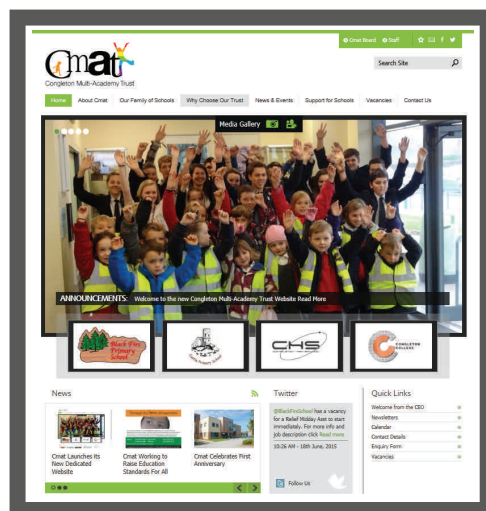 Cmat Board Staff
Cmat
Congleton Multi-Academy Trust
Search Site
Home About Cmat Our Family of Schools Why Choose Our Trust News & Events Support for Schools Vacancies Contact Us
Media Gallery
ANNOUNCEMENTS: Welcome to the new Congleton Multi-Academy Trust Website Read More
Black Firs
Primary
School
CHS
CONGLETON
COLLEGE
News
Cmat Launches its
New Dedicated
Website
Cmat Working to
Raise Education
Standards For All
Cmat Celebrates First
Anniversary
Twitter
@BlackFirsSchool has a vacancy
for a Relief Midday Asst to start
immediately. For more info and
job description click Read more
10:26 AM - 18th June, 2015
Follow Us
Quick Links
Welcome from the CEO
Newsletters
Calendar
Contact Details
Enquiry Form
Vacancies